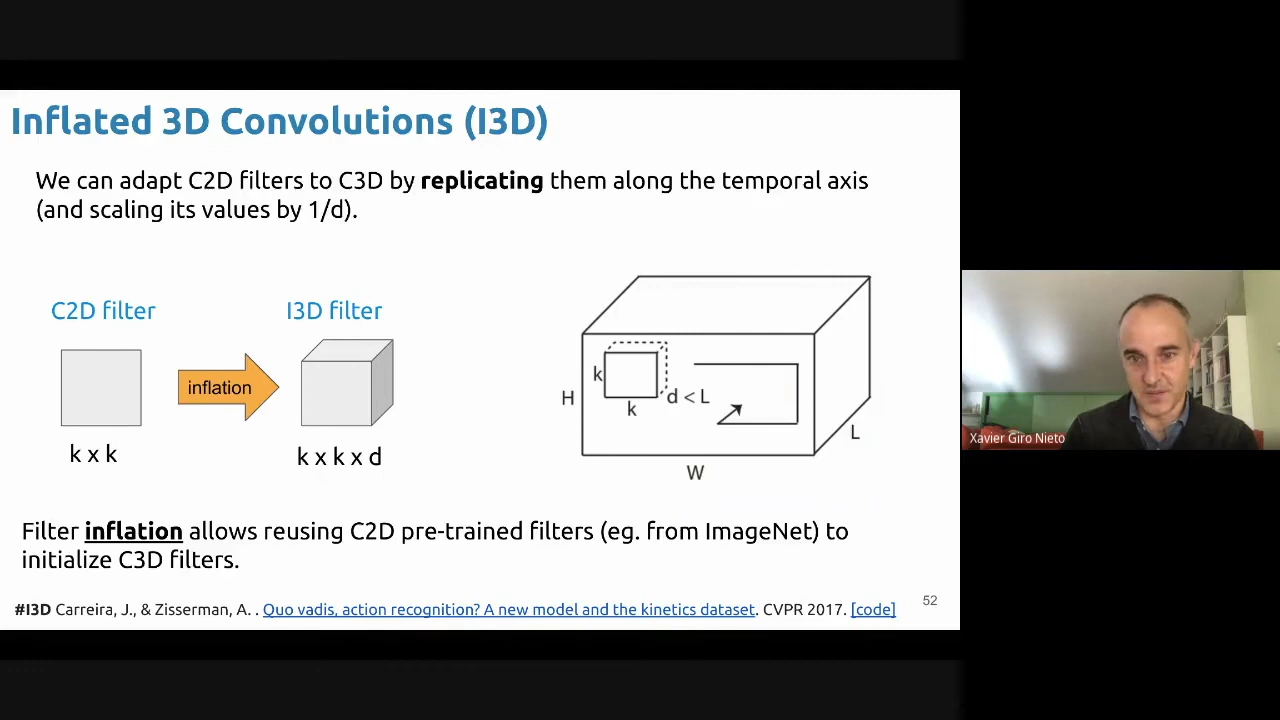 Inflated 3D Convolutions (I3D)
We can adapt C2D filters to C3D by replicating them along the temporal axis
(and scaling its values by 1/d).
C2D filter
I3D filter
inflation
k x k
k x k x d
H
k
k
d < L
L
W
Filter inflation allows reusing C2D pre-trained filters (eg. from ImageNet) to
initialize C3D filters.
#I3D Carreira, J., & Zisserman, A. . Quo vadis, action recognition? A new model and the kinetics dataset. CVPR 2017. [code]
52
Xavier Giro Nieto